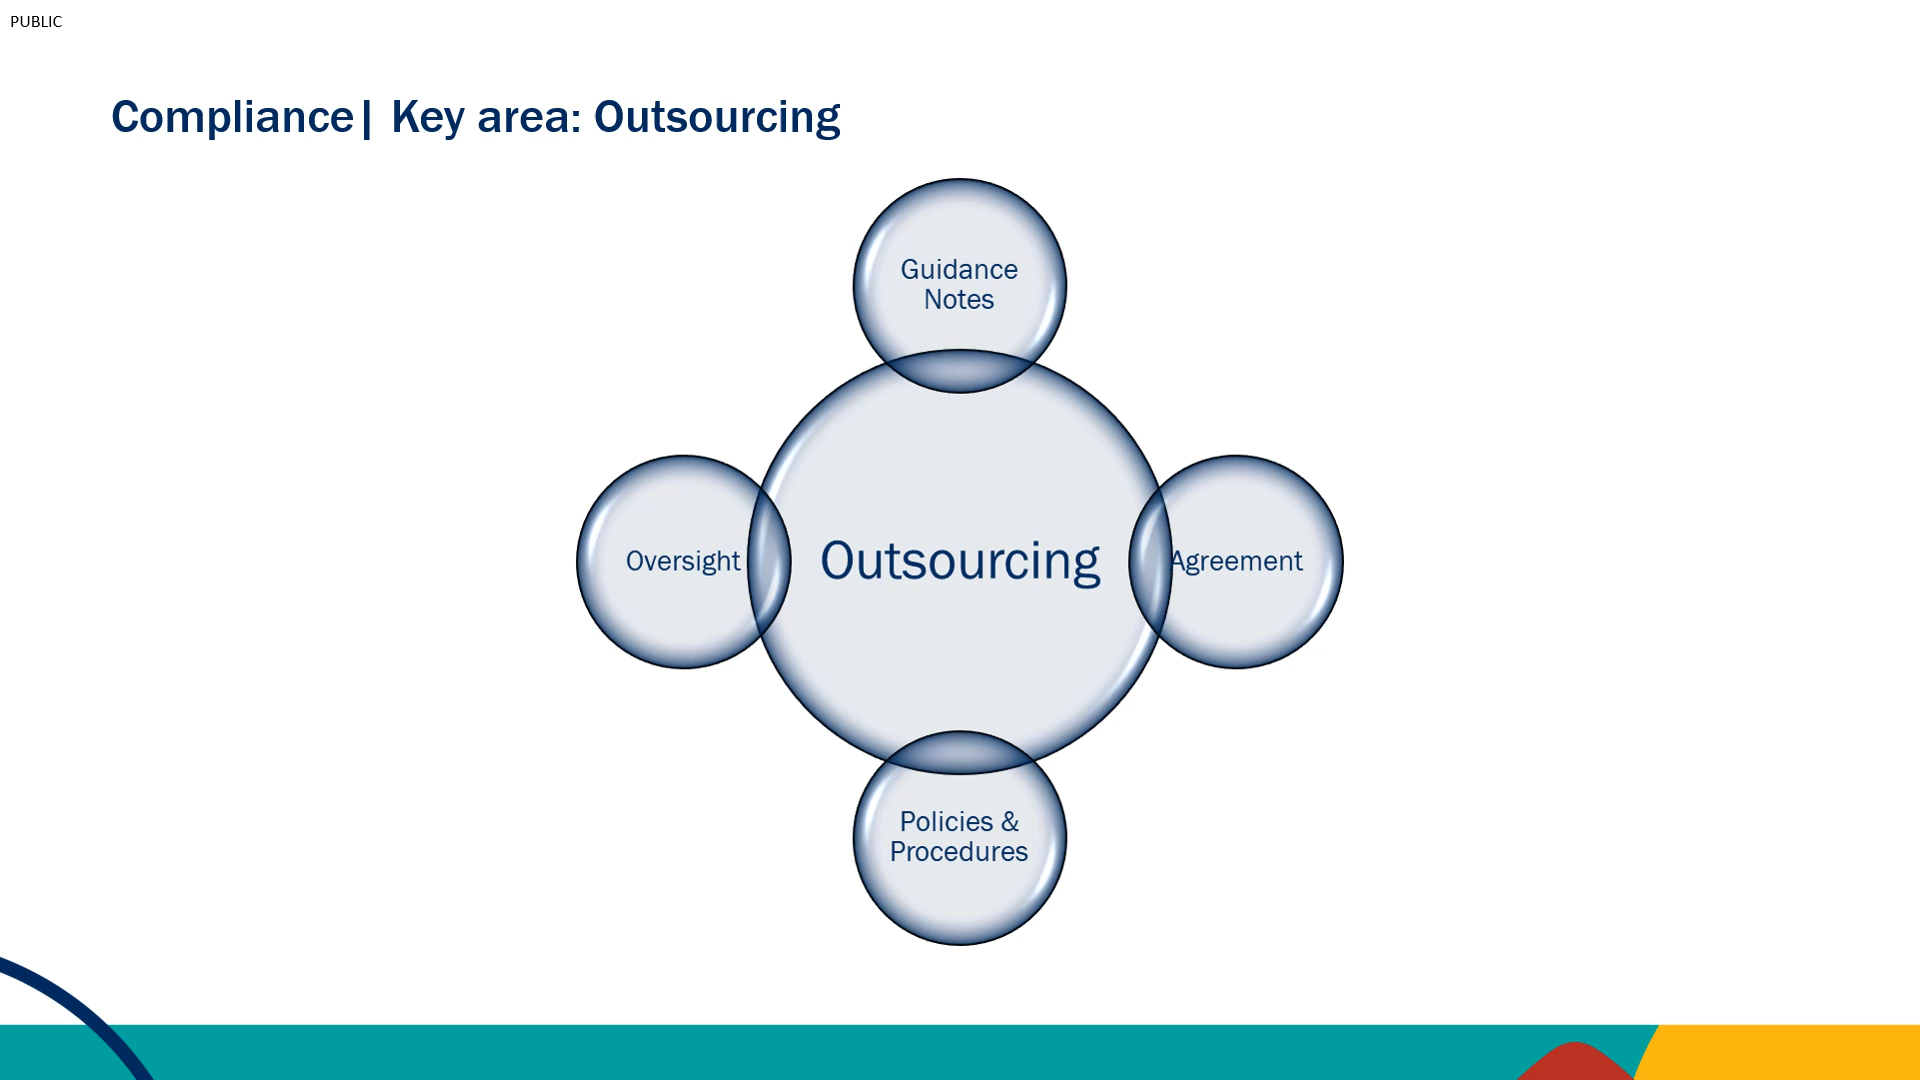 PUBLIC
Compliance| Key area: Outsourcing
Guidance
Notes
Oversight
Outsourcing
Agreement
Policies &
Procedures